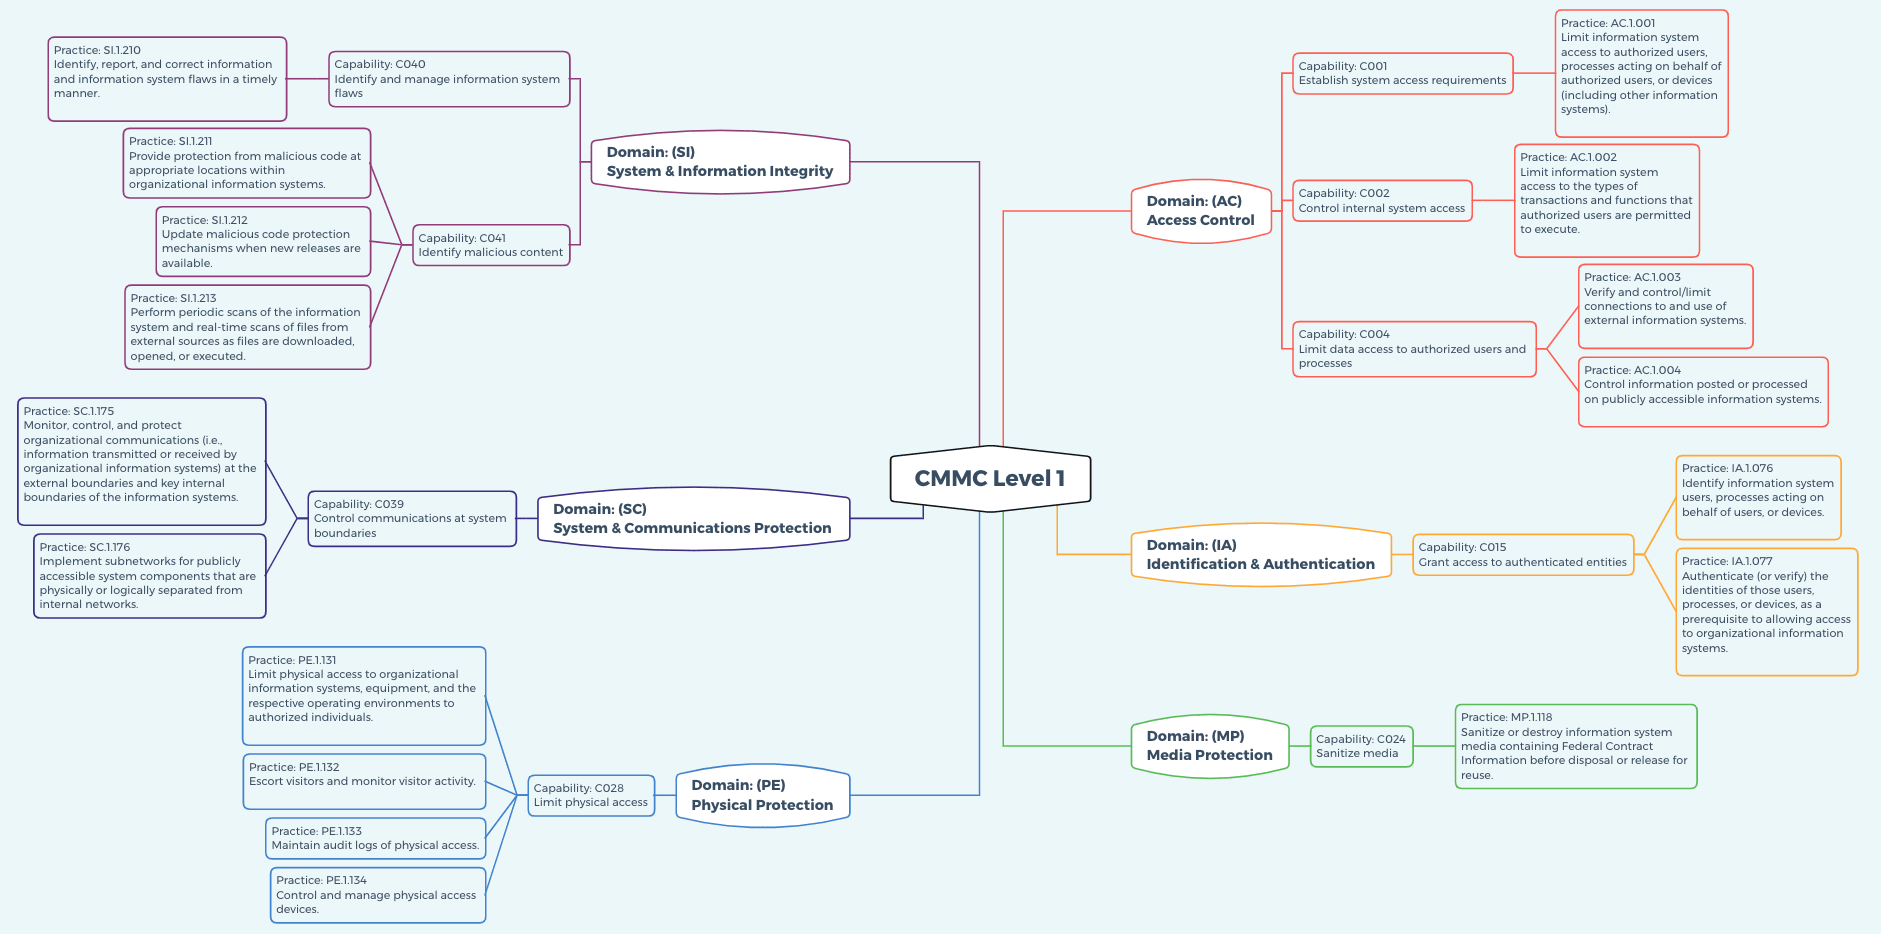 CMMC Level 1
Domain: (SI)
System & Information Integrity
Capability: C040
Identify and manage information system
flaws
Practice: SI.1.210
Identify, report, and correct information
and information system flaws in a timely
manner.
Capability: C041
Identify malicious content
Practice: SI.1.211
Provide protection from malicious code at
appropriate locations within
organizational information systems.
Practice: SI.1.212
Update malicious code protection
mechanisms when new releases are
available.
Practice: SI.1.213
Perform periodic scans of the information
system and real-time scans of files from
external sources as files are downloaded,
opened, or executed.
Domain: (SC)
System & Communications Protection
Capability: C039
Control communications at system
boundaries
Practice: SC.1.175
Monitor, control, and protect
organizational communications (i.e.,
information transmitted or received by
organizational information systems) at the
external boundaries and key internal
boundaries of the information systems.
Practice: SC.1.176
Implement subnetworks for publicly
accessible system components that are
physically or logically separated from
internal networks.
Domain: (PE)
Physical Protection
Capability: C028
Limit physical access
Practice: PE.1.131
Limit physical access to organizational
information systems, equipment, and the
respective operating environments to
authorized individuals.
Practice: PE.1.132
Escort visitors and monitor visitor activity.
Practice: PE.1.133
Maintain audit logs of physical access.
Practice: PE.1.134
Control and manage physical access
devices.
Domain: (AC)
Access Control
Capability: C001
Establish system access requirements
Practice: AC.1.001
Limit information system
access to authorized users,
processes acting on behalf of
authorized users, or devices
(including other information
systems).
Capability: C002
Control internal system access
Practice: AC.1.002
Limit information system
access to the types of
transactions and functions that
authorized users are permitted
to execute.
Capability: C004
Limit data access to authorized users and
processes
Practice: AC.1.003
Verify and control/limit
connections to and use of
external information systems.
Practice: AC.1.004
Control information posted or processed
on publicly accessible information systems.
Domain: (IA)
Identification & Authentication
Capability: C015
Grant access to authenticated entities
Practice: IA.1.076
Identify information system
users, processes acting on
behalf of users, or devices.
Practice: IA.1.077
Authenticate (or verify) the
identities of those users,
processes, or devices, as a
prerequisite to allowing access
to organizational information
systems.
Domain: (MP)
Media Protection
Capability: C024
Sanitize media
Practice: MP.1.118
Sanitize or destroy information system
media containing Federal Contract
Information before disposal or release for
reuse.